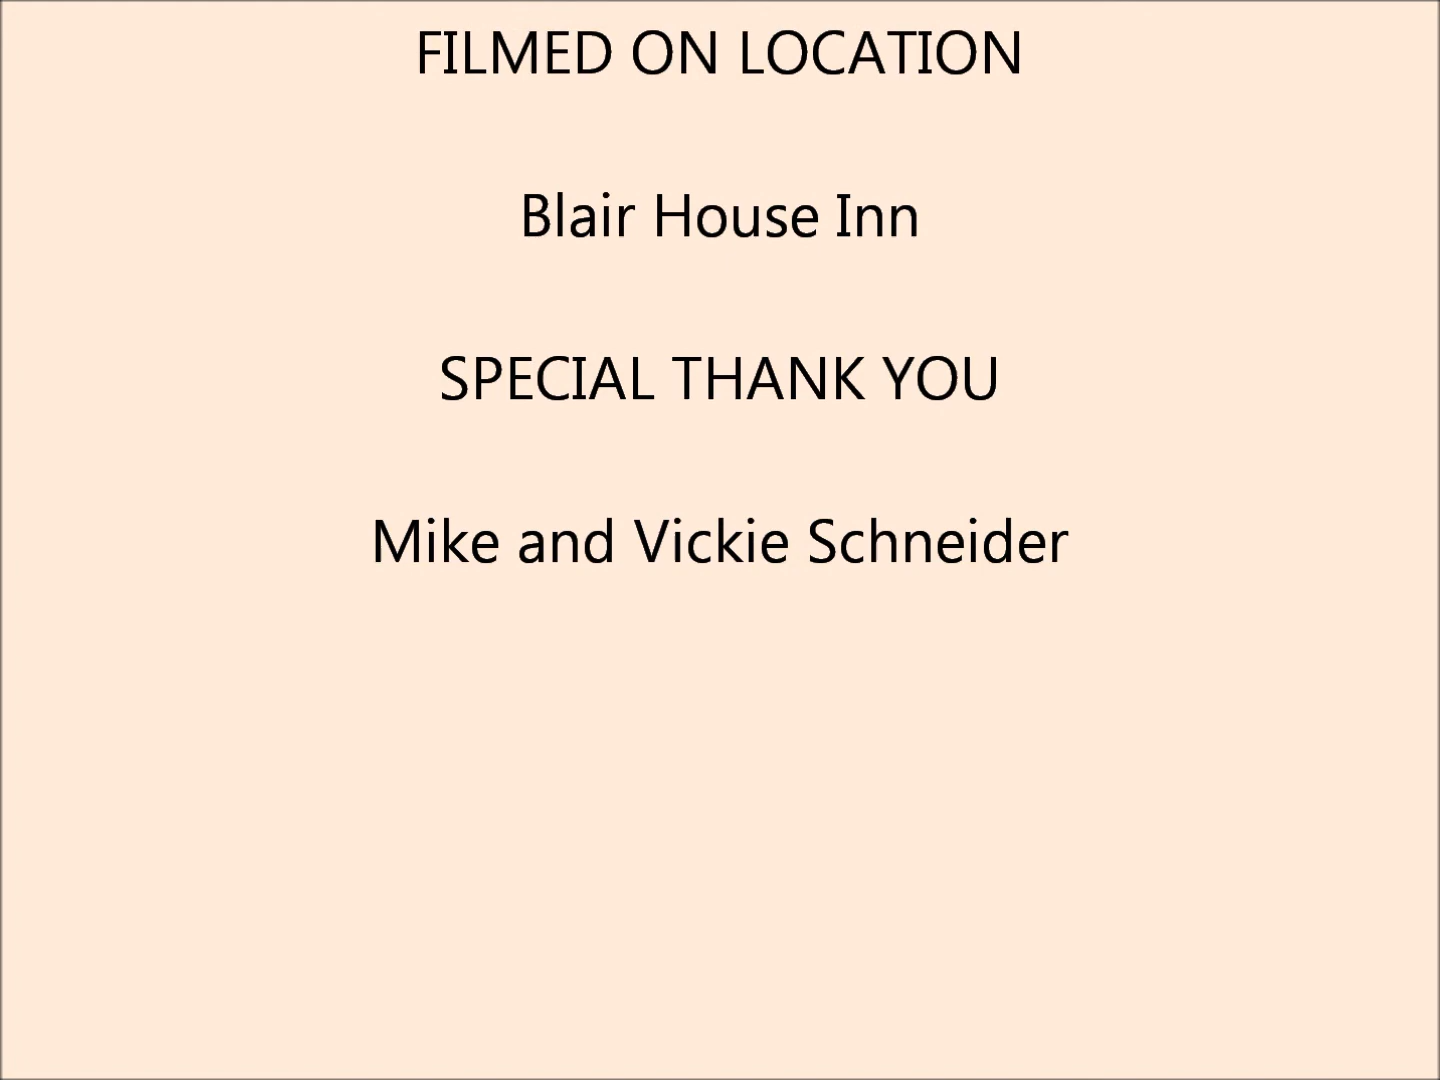 FILMED ON LOCATION
Blair House Inn
SPECIAL THANK YOU
Mike and Vickie Schneider